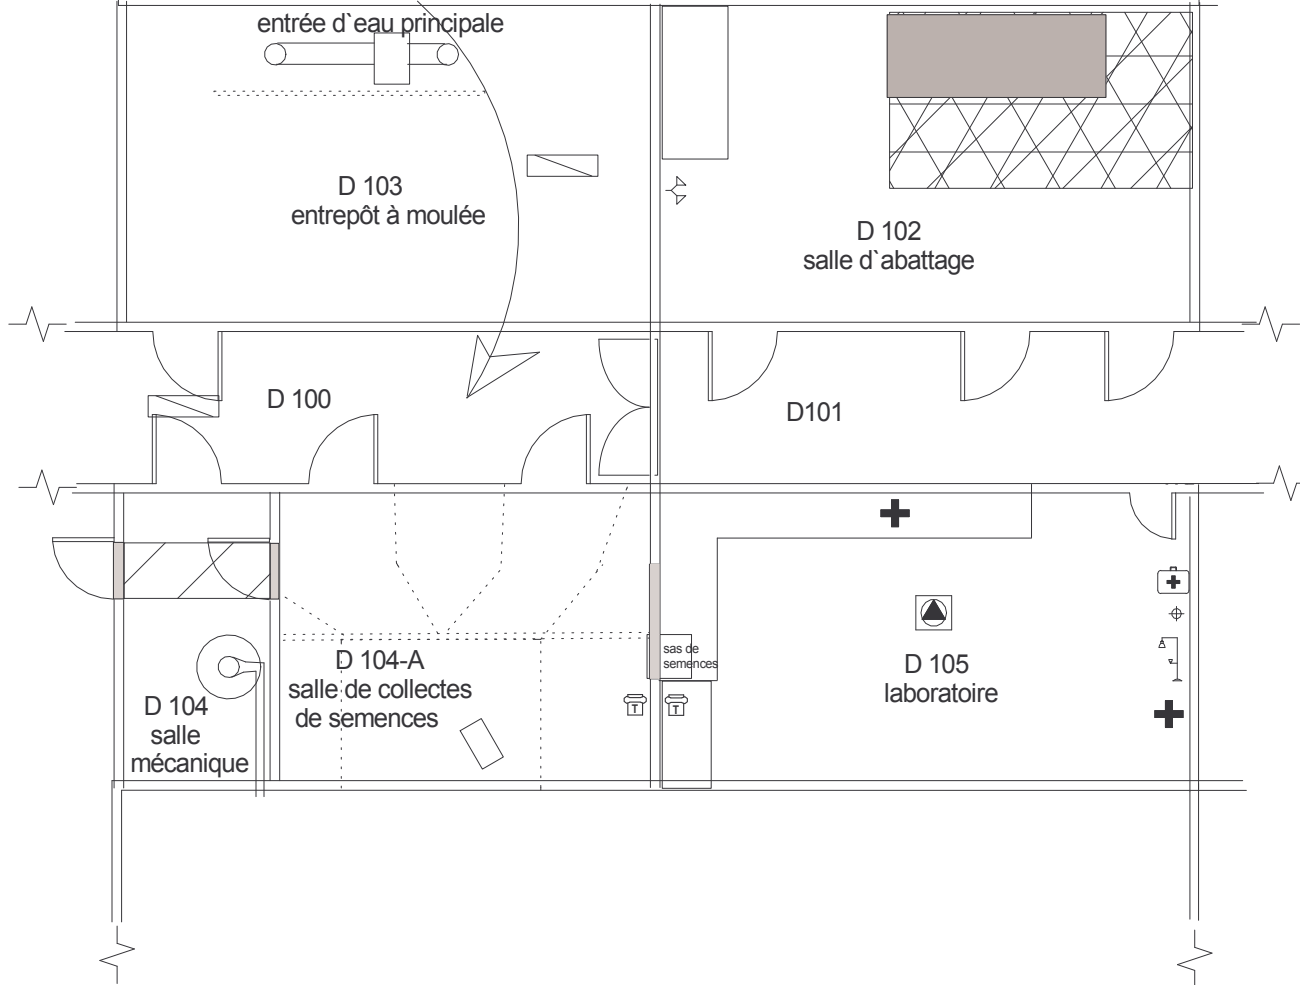 entrée d`eau principale
D 103
entrepôt à moulée
D 102
salle d`abattage
D 100
D101
sas de
semences
D 104-A
salle de collectes
de semences
D 105
laboratoire
D 104
salle
mécanique
T
T